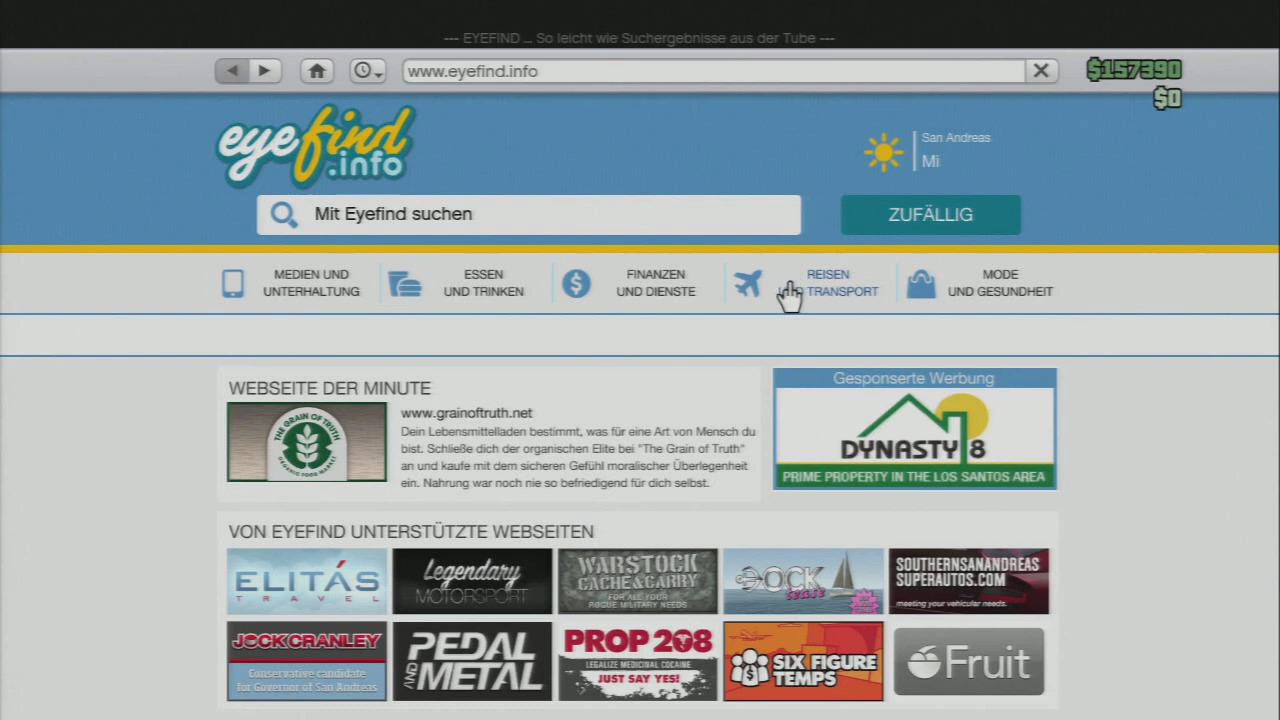 --- EYEFIND ... So leicht wie Suchergebnisse aus der Tube ---
www.eyefind.info
$157390
$0
eyefind
.info
San Andreas
Mi
Mit Eyefind suchen
ZUFÄLLIG
MEDIEN UND
UNTERHALTUNG
ESSEN
UND TRINKEN
FINANZEN
UND DIENSTE
REISEN
UND TRANSPORT
MODE
UND GESUNDHEIT
WEBSEITE DER MINUTE
THE GRAIN OF TRUTH
ORGANIC FOOD MARKET
www.grainoftruth.net
Dein Lebensmittelladen bestimmt, was für eine Art von Mensch du
bist. Schließe dich der organischen Elite bei "The Grain of Truth"
an und kaufe mit dem sicheren Gefühl moralischer Überlegenheit
ein. Nahrung war noch nie so befriedigend für dich selbst.
Gesponserte Werbung
DYNASTY 8
PRIME PROPERTY IN THE LOS SANTOS AREA
VON EYEFIND UNTERSTÜTZTE WEBSEITEN
ELITÁS
TRAVEL
Legendary
MOTORSPORT
WARSTOCK
CACHE&CARRY
FOR ALL YOUR
ROGUE MILITARY NEEDS
DOCK
tease
SOUTHERNSANANDREAS
SUPERAUTOS.COM
meeting your vehicular needs.
JOCK CRANLEY
Conservative candidate
for Governor of San Andreas
PEDAL
AND
METAL
PROP 208
LEGALIZE MEDICINAL COCAINE
JUST SAY YES!
SIX FIGURE
TEMPS
Fruit